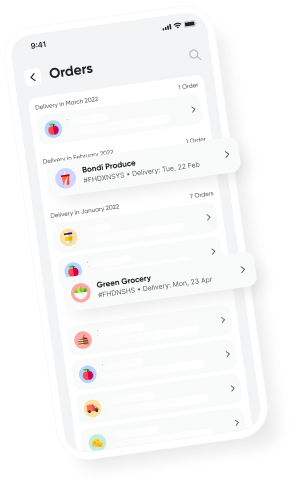 9:41
Orders
Delivery in March 2022 1 Order
Delivery in February 2022 1 Order
Bondi Produce
#FHDXNSYS • Delivery: Tue, 22 Feb
Delivery in January 2022 7 Orders
Green Grocery
#FHDNSHS • Delivery: Mon, 23 Apr